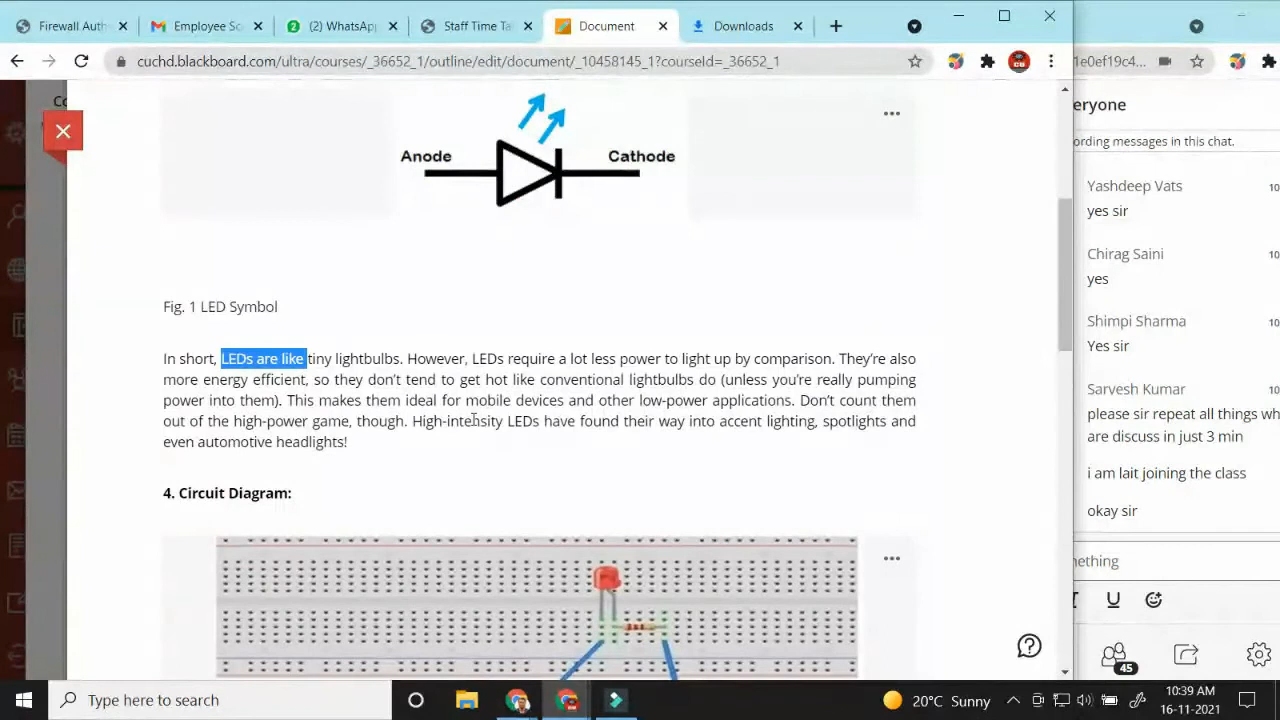 Firewall Auth
Employee Sc
(2) WhatsApp
Staff Time Ta
Document
Downloads
cuchd.blackboard.com/ultra/courses/_36652_1/outline/edit/document/_10458145_1?courseId=_36652_1
1e0ef19c4...
Co
Anode
Cathode
Fig. 1 LED Symbol
In short, LEDs are like tiny lightbulbs. However, LEDs require a lot less power to light up by comparison. They're also
more energy efficient, so they don't tend to get hot like conventional lightbulbs do (unless you're really pumping
power into them). This makes them ideal for mobile devices and other low-power applications. Don't count them
out of the high-power game, though. High-intensity LEDs have found their way into accent lighting, spotlights and
even automotive headlights!
4. Circuit Diagram:
eryone
ording messages in this chat.
Yashdeep Vats
10
yes sir
Chirag Saini
10
yes
Shimpi Sharma
10
Yes sir
Sarvesh Kumar
10
please sir repeat all things wh
are discuss in just 3 min
i am lait joining the class
okay sir
ething
45
Type here to search
20°C Sunny
10:39 AM
16-11-2021